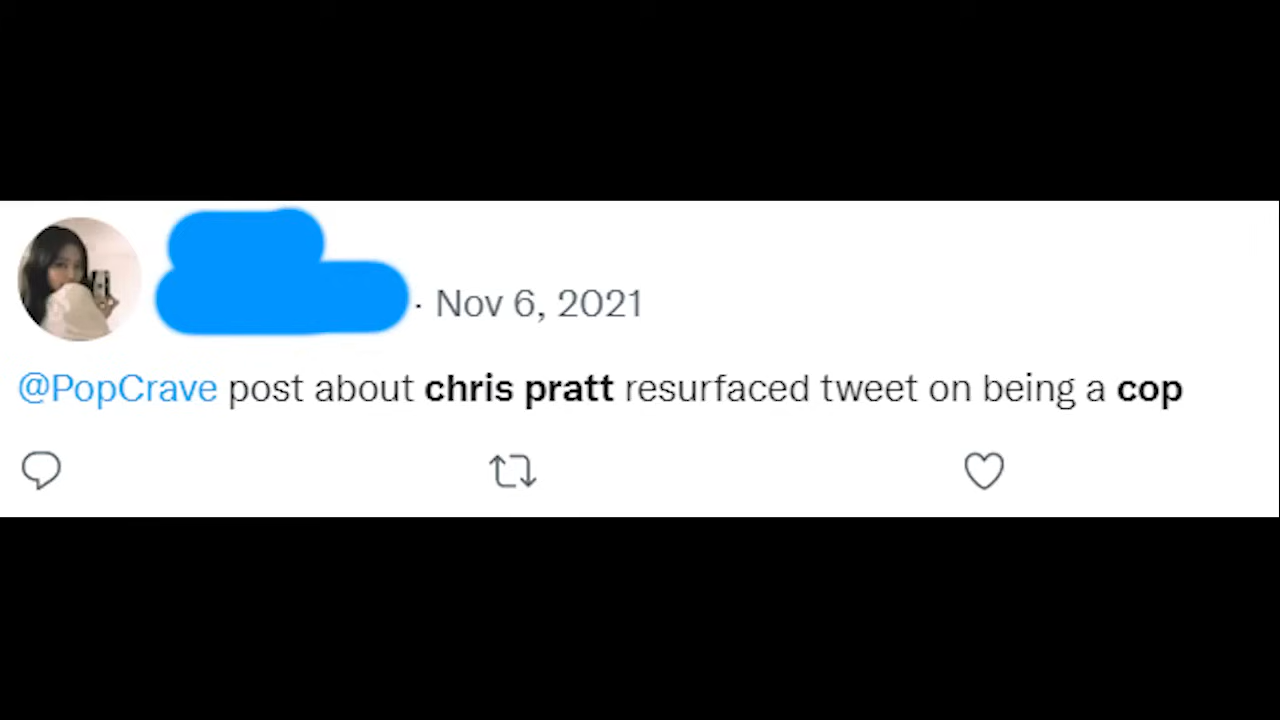 · Nov 6, 2021
@PopCrave post about chris pratt resurfaced tweet on being a cop